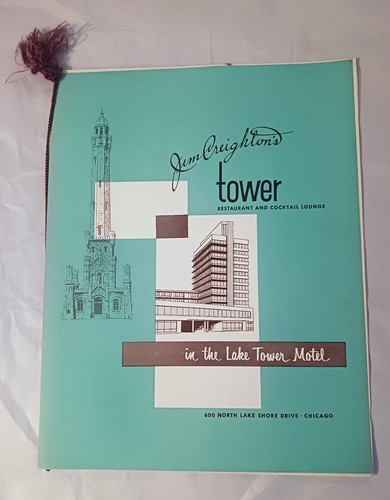 Jim Creighton's
tower
RESTAURANT AND COCKTAIL LOUNGE
in the Lake Tower Motel
600 NORTH LAKE SHORE DRIVE · CHICAGO